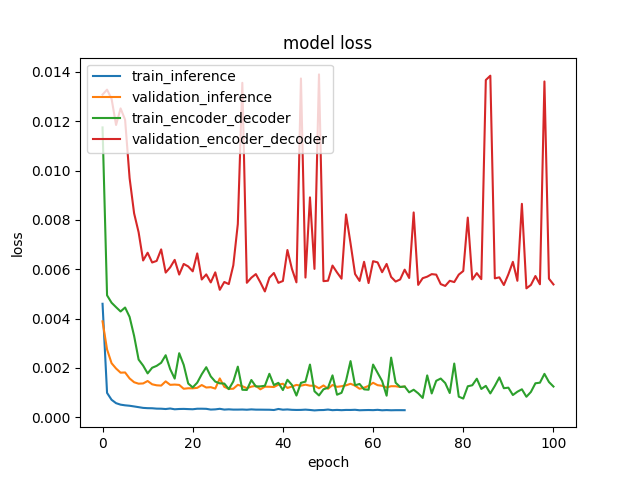 model loss
train_inference
validation_inference
train_encoder_decoder
validation_encoder_decoder
0.014
0.012
0.010
0.008
0.006
0.004
0.002
0.000
loss
0 20 40 60 80 100
epoch